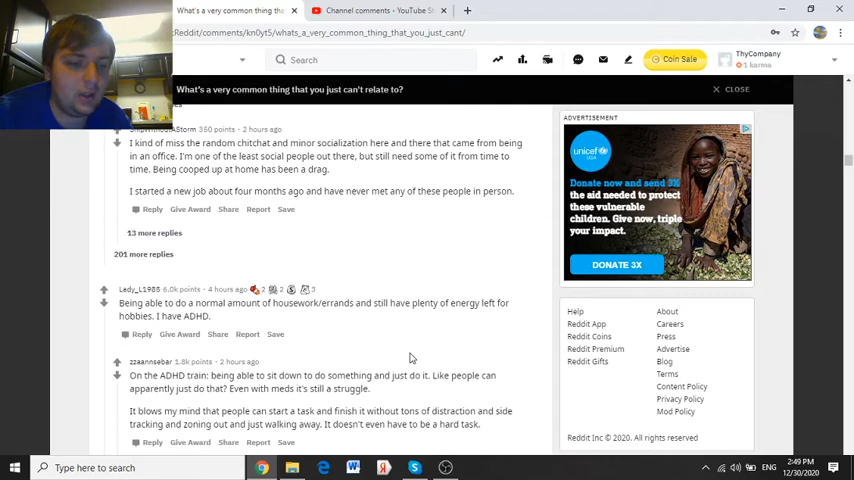 What's a very common thing tha
Channel comments - YouTube S
Reddit/comments/kn0yt5/whats_a_very_common_thing_that_you_just_cant/
Search
Coin Sale
ThyCompany
1 karma
What's a very common thing that you just can't relate to?
CLOSE
350 points · 2 hours ago
I kind of miss the random chitchat and minor socialization here and there that came from being
in an office. I'm one of the least social people out there, but still need some of it from time to
time. Being cooped up at home has been a drag.
I started a new job about four months ago and have never met any of these people in person.
Reply Give Award Share Report Save
13 more replies
201 more replies
Lady_L1985 6.0k points · 4 hours ago 2 2 3
Being able to do a normal amount of housework/errands and still have plenty of energy left for
hobbies. I have ADHD.
Reply Give Award Share Report Save
zzaannsebar 1.8k points · 2 hours ago
On the ADHD train: being able to sit down to do something and just do it. Like people can
apparently just do that? Even with meds it's still a struggle.
It blows my mind that people can start a task and finish it without tons of distraction and side
tracking and zoning out and just walking away. It doesn't even have to be a hard task.
Reply Give Award Share Report Save
ADVERTISEMENT
unicef
USA
Donate now and send 3X
the aid needed to protect
these vulnerable
children. Give now, triple
your impact.
DONATE 3X
Help About
Reddit App Careers
Reddit Coins Press
Reddit Premium Advertise
Reddit Gifts Blog
Terms
Content Policy
Privacy Policy
Mod Policy
Reddit Inc © 2020. All rights reserved
Type here to search
ENG
2:49 PM
12/30/2020